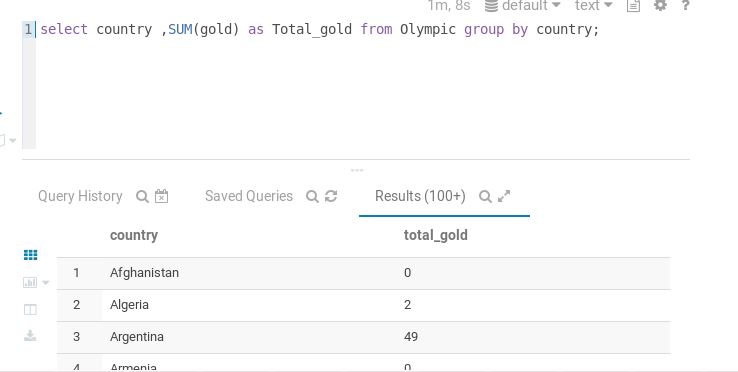 1m, 8s default text ?
1 select country ,SUM(gold) as Total_gold from Olympic group by country;
Query History Saved Queries Results (100+)
country total_gold
1 Afghanistan 0
2 Algeria 2
3 Argentina 49
4 Armenia 0